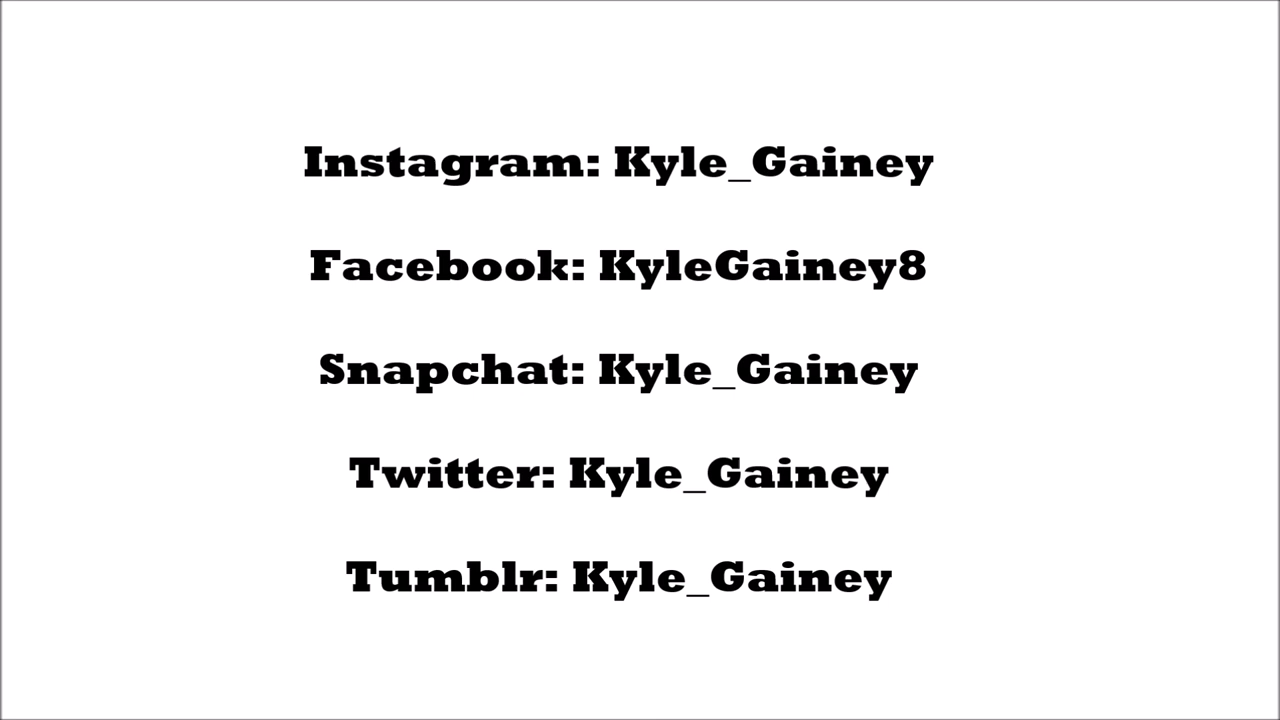 Instagram: Kyle_Gainey
Facebook: KyleGainey8
Snapchat: Kyle_Gainey
Twitter: Kyle_Gainey
Tumblr: Kyle_Gainey